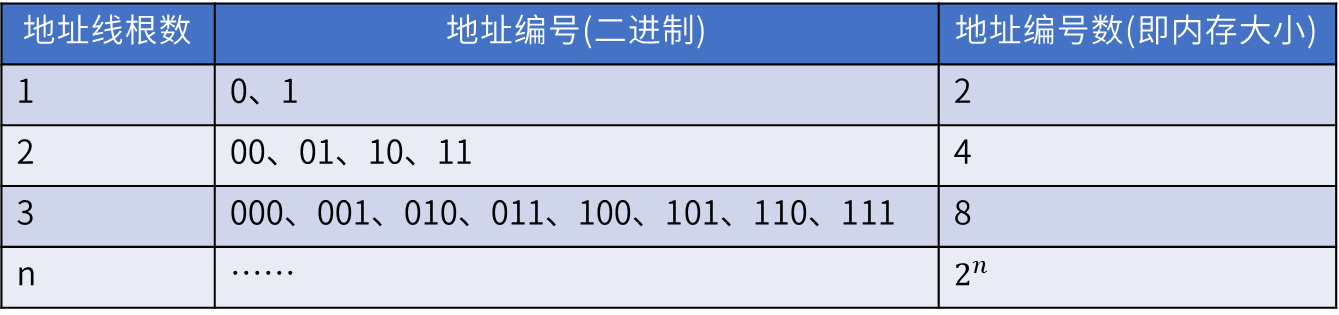 地址线根数 地址编号(二进制) 地址编号数(即内存大小)
1 0、1 2
2 00、01、10、11 4
3 000、001、010、011、100、101、110、111 8
n …… 2ⁿ